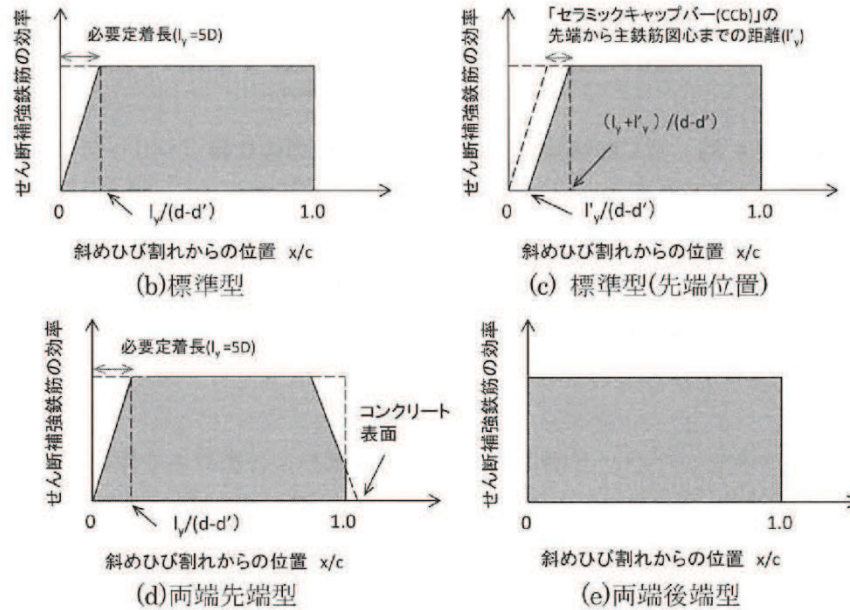 せん断補強鉄筋の効率
必要定着長(ly=5D)
0
ly/(d-d')
1.0
斜めひび割れからの位置 x/c
(b)標準型
せん断補強鉄筋の効率
「セラミックキャップバー(CCb)」の
先端から主鉄筋図心までの距離(l'y)
(ly+l'y)/(d-d')
0
l'y/(d-d')
1.0
斜めひび割れからの位置 x/c
(c) 標準型(先端位置)
せん断補強鉄筋の効率
必要定着長(ly=5D)
コンクリート
表面
0
ly/(d-d')
1.0
斜めひび割れからの位置 x/c
(d)両端先端型
せん断補強鉄筋の効率
0
1.0
斜めひび割れからの位置 x/c
(e)両端後端型